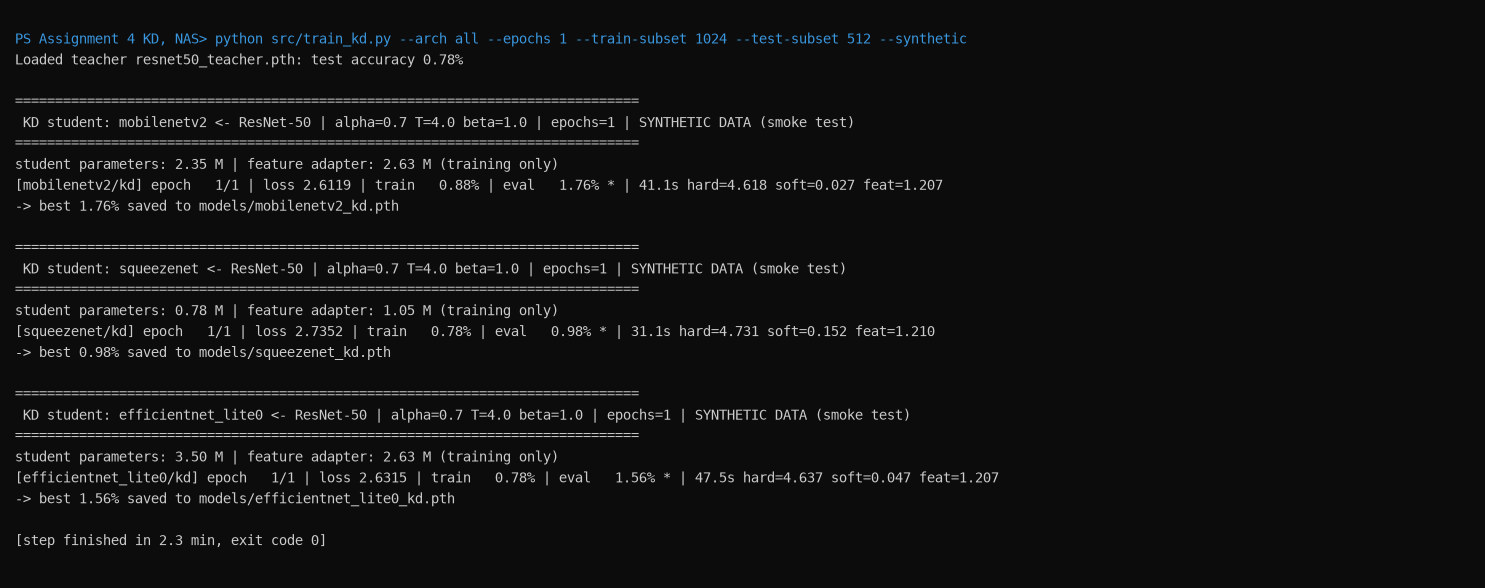 PS Assignment 4 KD, NAS> python src/train_kd.py --arch all --epochs 1 --train-subset 1024 --test-subset 512 --synthetic
Loaded teacher resnet50_teacher.pth: test accuracy 0.78%
==============================================================================
KD student: mobilenetv2 <- ResNet-50 | alpha=0.7 T=4.0 beta=1.0 | epochs=1 | SYNTHETIC DATA (smoke test)
==============================================================================
student parameters: 2.35 M | feature adapter: 2.63 M (training only)
[mobilenetv2/kd] epoch   1/1 | loss 2.6119 | train   0.88% | eval   1.76% * | 41.1s hard=4.618 soft=0.027 feat=1.207
-> best 1.76% saved to models/mobilenetv2_kd.pth
==============================================================================
KD student: squeezenet <- ResNet-50 | alpha=0.7 T=4.0 beta=1.0 | epochs=1 | SYNTHETIC DATA (smoke test)
==============================================================================
student parameters: 0.78 M | feature adapter: 1.05 M (training only)
[squeezenet/kd] epoch   1/1 | loss 2.7352 | train   0.78% | eval   0.98% * | 31.1s hard=4.731 soft=0.152 feat=1.210
-> best 0.98% saved to models/squeezenet_kd.pth
==============================================================================
KD student: efficientnet_lite0 <- ResNet-50 | alpha=0.7 T=4.0 beta=1.0 | epochs=1 | SYNTHETIC DATA (smoke test)
==============================================================================
student parameters: 3.50 M | feature adapter: 2.63 M (training only)
[efficientnet_lite0/kd] epoch   1/1 | loss 2.6315 | train   0.78% | eval   1.56% * | 47.5s hard=4.637 soft=0.047 feat=1.207
-> best 1.56% saved to models/efficientnet_lite0_kd.pth
[step finished in 2.3 min, exit code 0]